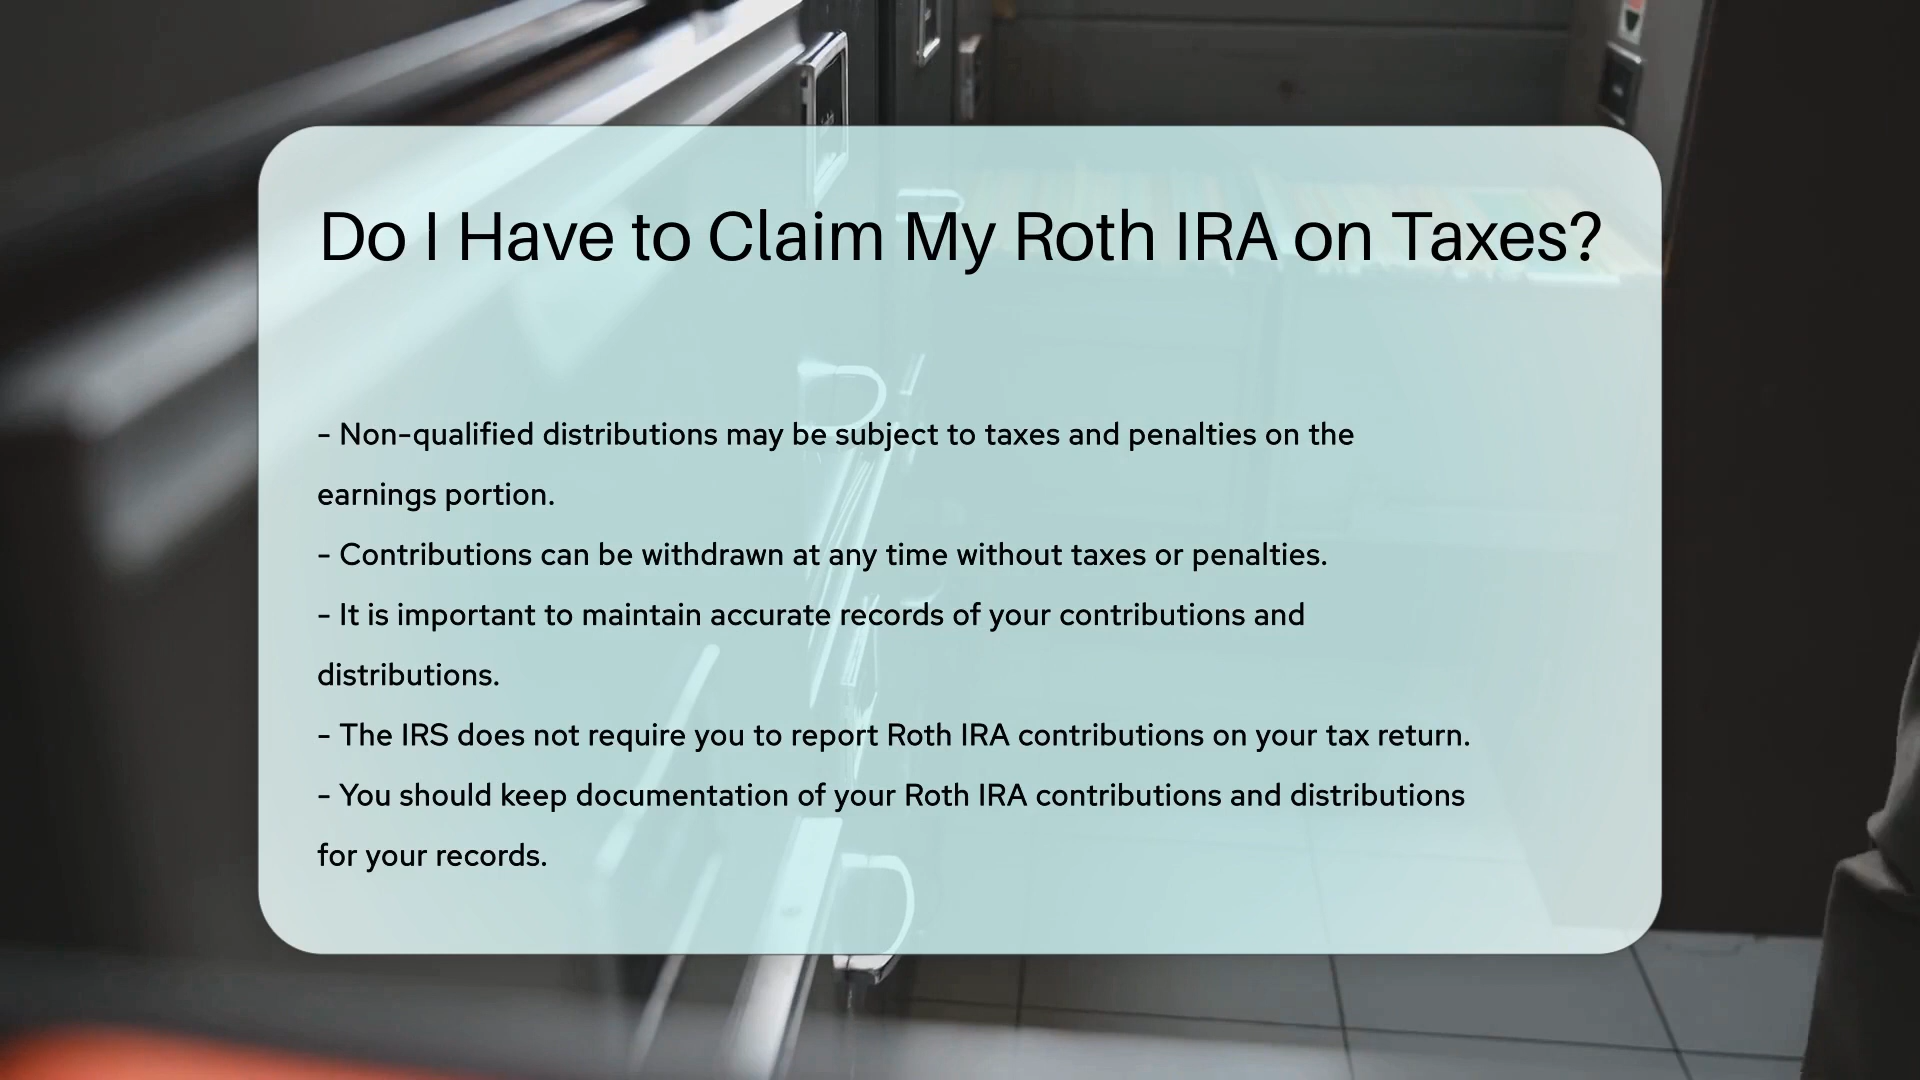 Do I Have to Claim My Roth IRA on Taxes?
- Non-qualified distributions may be subject to taxes and penalties on the
earnings portion.
- Contributions can be withdrawn at any time without taxes or penalties.
- It is important to maintain accurate records of your contributions and
distributions.
- The IRS does not require you to report Roth IRA contributions on your tax return.
- You should keep documentation of your Roth IRA contributions and distributions
for your records.